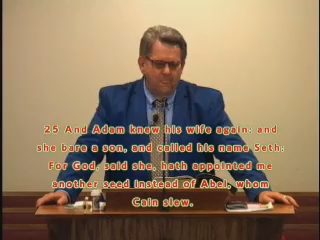 25 And Adam knew his wife again; and
she bare a son, and called his name Seth:
For God, said she, hath appointed me
another seed instead of Abel, whom
Cain slew.